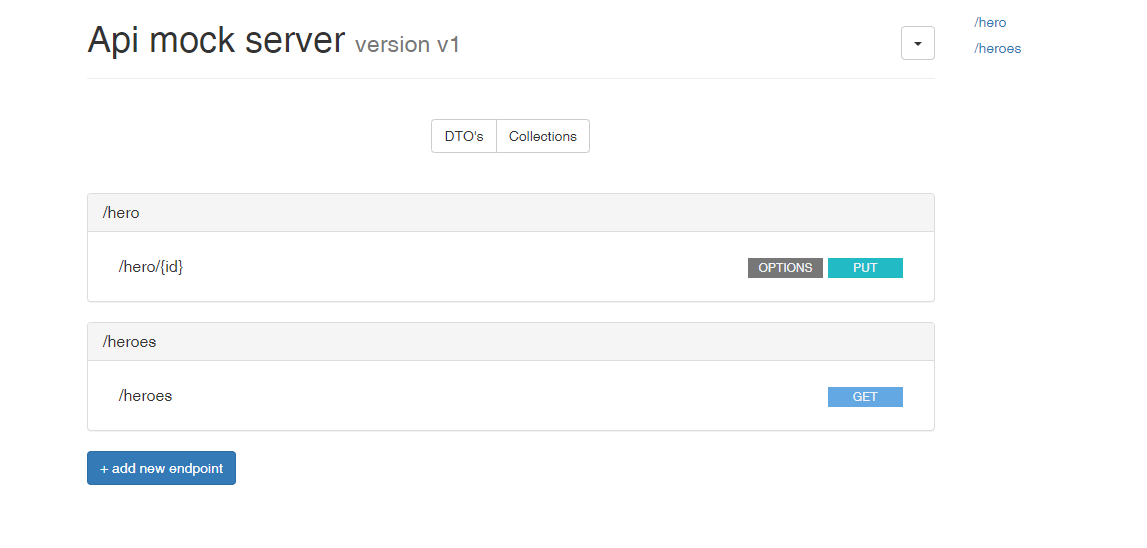 Api mock server version v1
/hero
/heroes
DTO's Collections
/hero
/hero/{id} OPTIONS PUT
/heroes
/heroes GET
+ add new endpoint